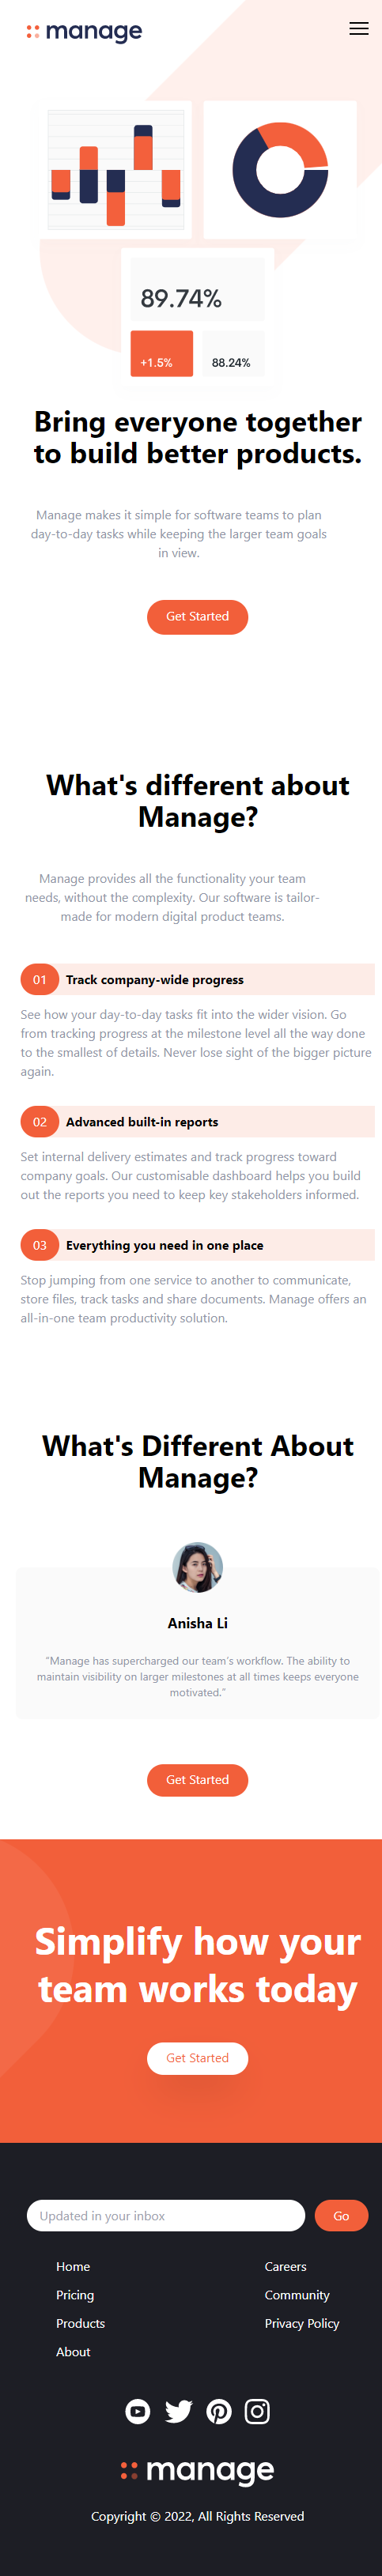 manage
89.74%
+1.5% 88.24%
Bring everyone together
to build better products.
Manage makes it simple for software teams to plan
day-to-day tasks while keeping the larger team goals
in view.
Get Started
What's different about
Manage?
Manage provides all the functionality your team
needs, without the complexity. Our software is tailor-
made for modern digital product teams.
01 Track company-wide progress
See how your day-to-day tasks fit into the wider vision. Go
from tracking progress at the milestone level all the way done
to the smallest of details. Never lose sight of the bigger picture
again.
02 Advanced built-in reports
Set internal delivery estimates and track progress toward
company goals. Our customisable dashboard helps you build
out the reports you need to keep key stakeholders informed.
03 Everything you need in one place
Stop jumping from one service to another to communicate,
store files, track tasks and share documents. Manage offers an
all-in-one team productivity solution.
What's Different About
Manage?
Anisha Li
“Manage has supercharged our team’s workflow. The ability to
maintain visibility on larger milestones at all times keeps everyone
motivated.”
Get Started
Simplify how your
team works today
Get Started
Updated in your inbox Go
Home Careers
Pricing Community
Products Privacy Policy
About
manage
Copyright © 2022, All Rights Reserved